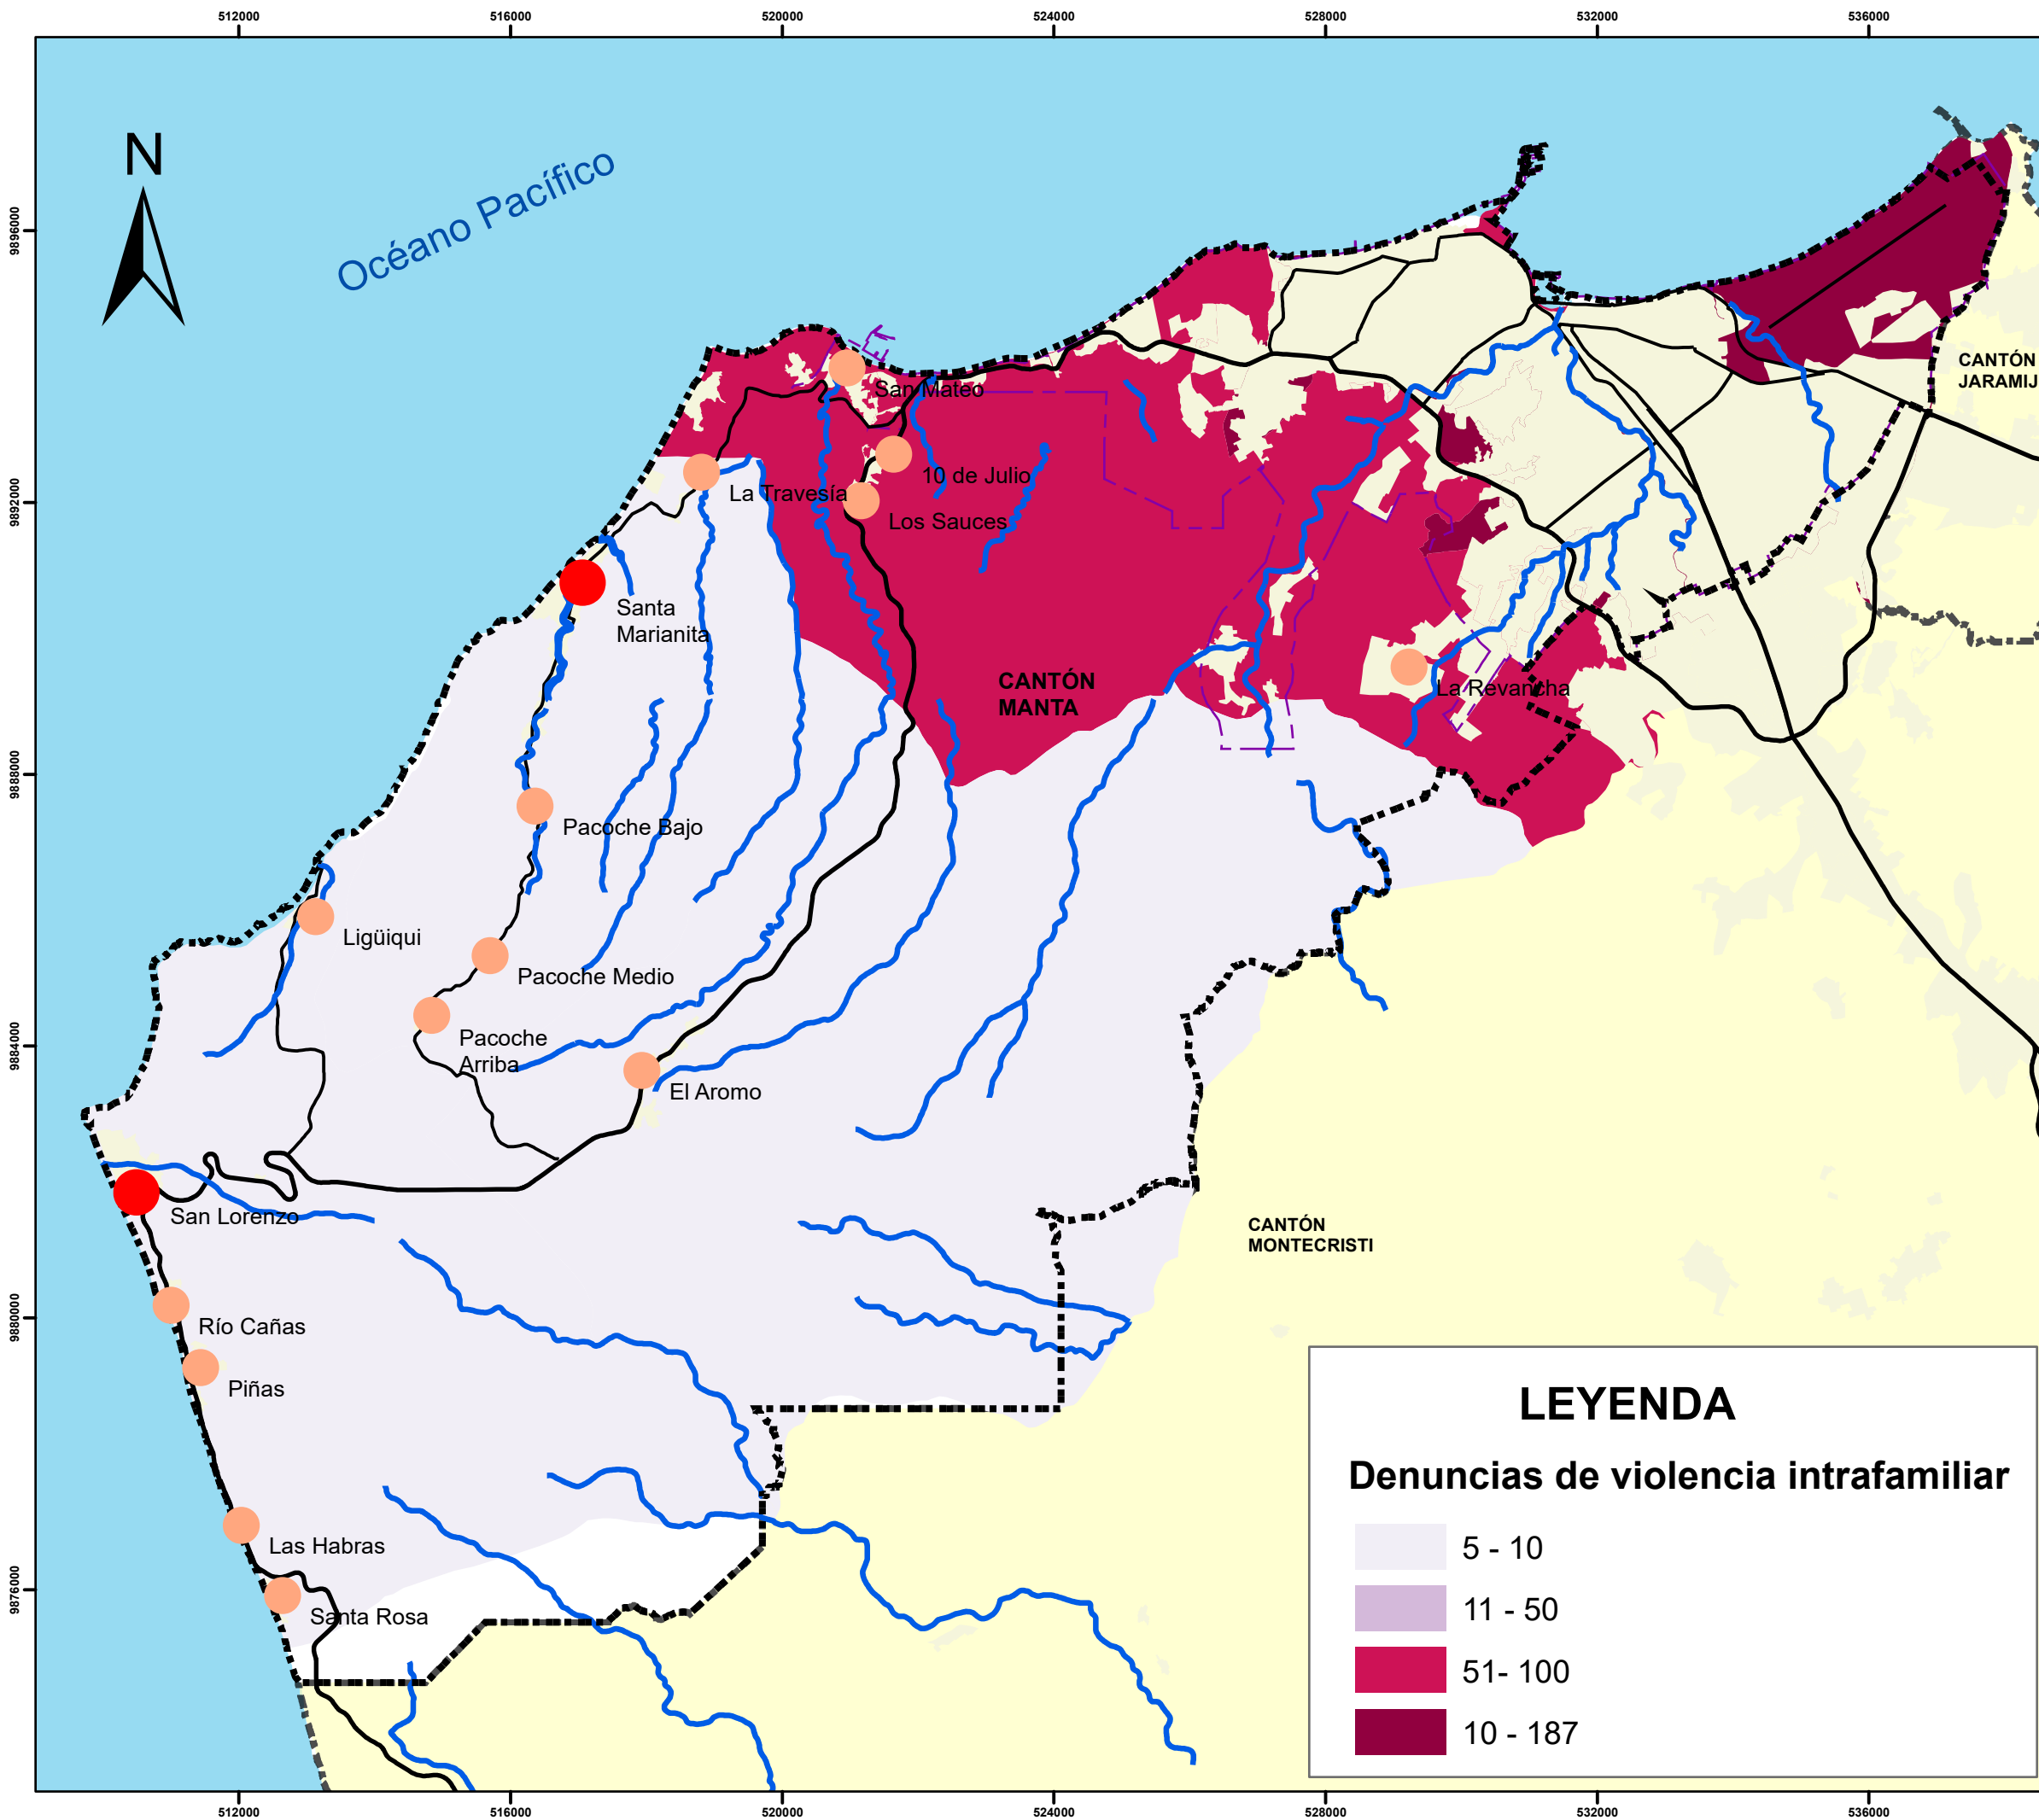 512000
516000
520000
524000
528000
532000
536000
N
Océano Pacífico
9896000
9892000
9888000
9884000
9880000
9876000
CANTÓN
JARAMIJ
San Mateo
10 de Julio
La Travesía
Los Sauces
Santa
Marianita
CANTÓN
MANTA
La Revancha
Pacoche Bajo
Ligüiqui
Pacoche Medio
Pacoche
Arriba
El Aromo
San Lorenzo
CANTÓN
MONTECRISTI
Río Cañas
Piñas
Las Habras
Santa Rosa
LEYENDA
Denuncias de violencia intrafamiliar
5 - 10
11 - 50
51- 100
10 - 187
512000
516000
520000
524000
528000
532000
536000